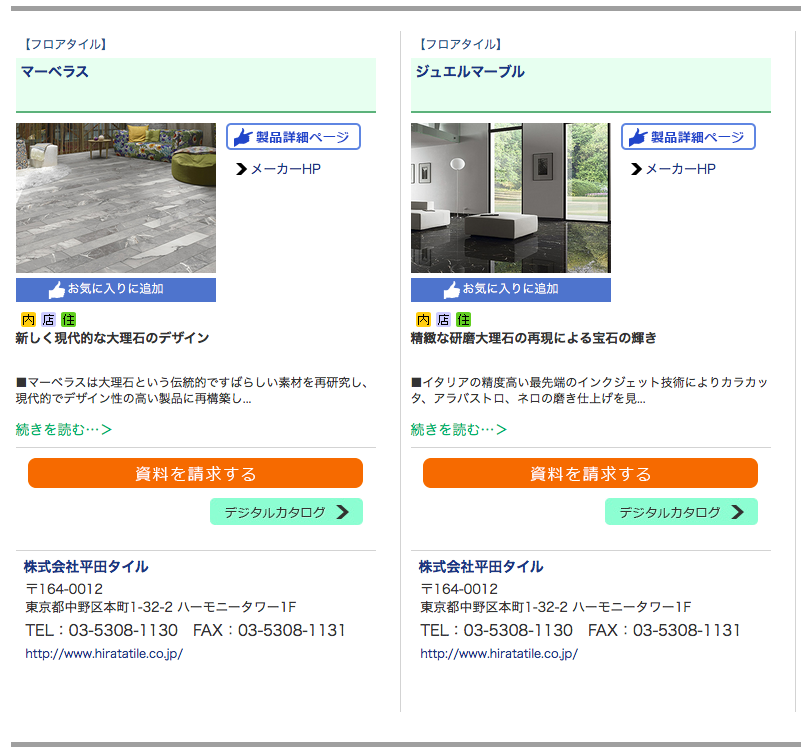 【フロアタイル】
マーベラス
製品詳細ページ
メーカーHP
お気に入りに追加
内 店 住
新しく現代的な大理石のデザイン
■マーベラスは大理石という伝統的ですばらしい素材を再研究し、
現代的でデザイン性の高い製品に再構築し...
続きを読む…＞
資料を請求する
デジタルカタログ
株式会社平田タイル
〒164-0012
東京都中野区本町1-32-2 ハーモニータワー1F
TEL：03-5308-1130　FAX：03-5308-1131
http://www.hiratatile.co.jp/
【フロアタイル】
ジュエルマーブル
製品詳細ページ
メーカーHP
お気に入りに追加
内 店 住
精緻な研磨大理石の再現による宝石の輝き
■イタリアの精度高い最先端のインクジェット技術によりカラカッ
タ、アラバストロ、ネロの磨き仕上げを見...
続きを読む…＞
資料を請求する
デジタルカタログ
株式会社平田タイル
〒164-0012
東京都中野区本町1-32-2 ハーモニータワー1F
TEL：03-5308-1130　FAX：03-5308-1131
http://www.hiratatile.co.jp/